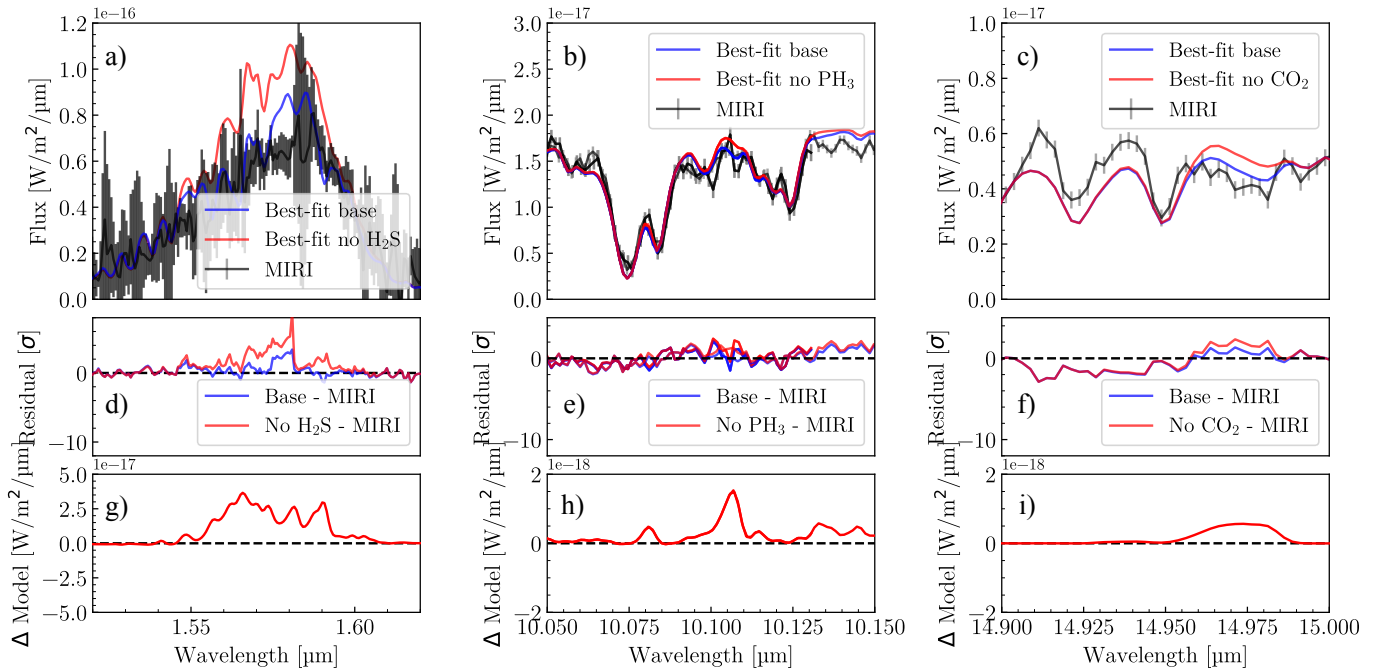 1e−16
a)
Flux [W/m²/µm]
1.2
1.0
0.8
0.6
0.4
0.2
0.0
Best-fit base
Best-fit no H₂S
MIRI
1e−17
b)
Flux [W/m²/µm]
3.0
2.5
2.0
1.5
1.0
0.5
0.0
Best-fit base
Best-fit no PH₃
MIRI
1e−17
c)
Flux [W/m²/µm]
1.0
0.8
0.6
0.4
0.2
0.0
Best-fit base
Best-fit no CO₂
MIRI
d)
Residual [σ]
0
−10
Base - MIRI
No H₂S - MIRI
e)
Residual [σ]
0
−10
Base - MIRI
No PH₃ - MIRI
f)
Residual [σ]
0
−10
Base - MIRI
No CO₂ - MIRI
1e−17
g)
Δ Model [W/m²/µm]
5.0
2.5
0.0
−2.5
−5.0
1.55
1.60
Wavelength [µm]
1e−18
h)
Δ Model [W/m²/µm]
2
0
−2
10.050
10.075
10.100
10.125
10.150
Wavelength [µm]
1e−18
i)
Δ Model [W/m²/µm]
2
0
−2
14.900
14.925
14.950
14.975
15.000
Wavelength [µm]